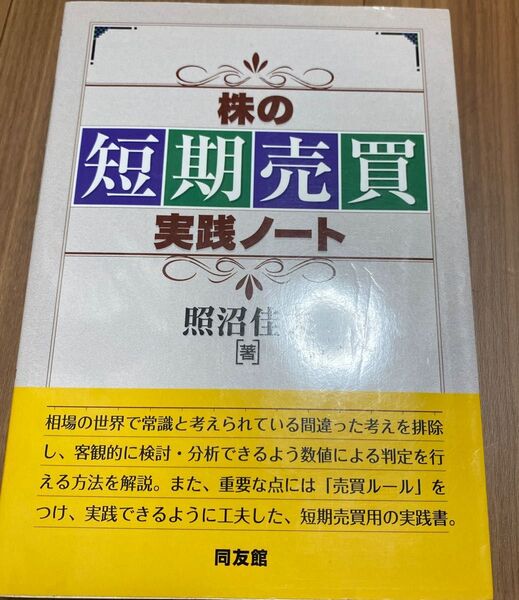 株の
短期売買
実践ノート
照沼佳
[著]
相場の世界で常識と考えられている間違った考えを排除
し、客観的に検討・分析できるよう数値による判定を行
える方法を解説。また、重要な点には「売買ルール」を
つけ、実践できるように工夫した、短期売買用の実践書。
同友館